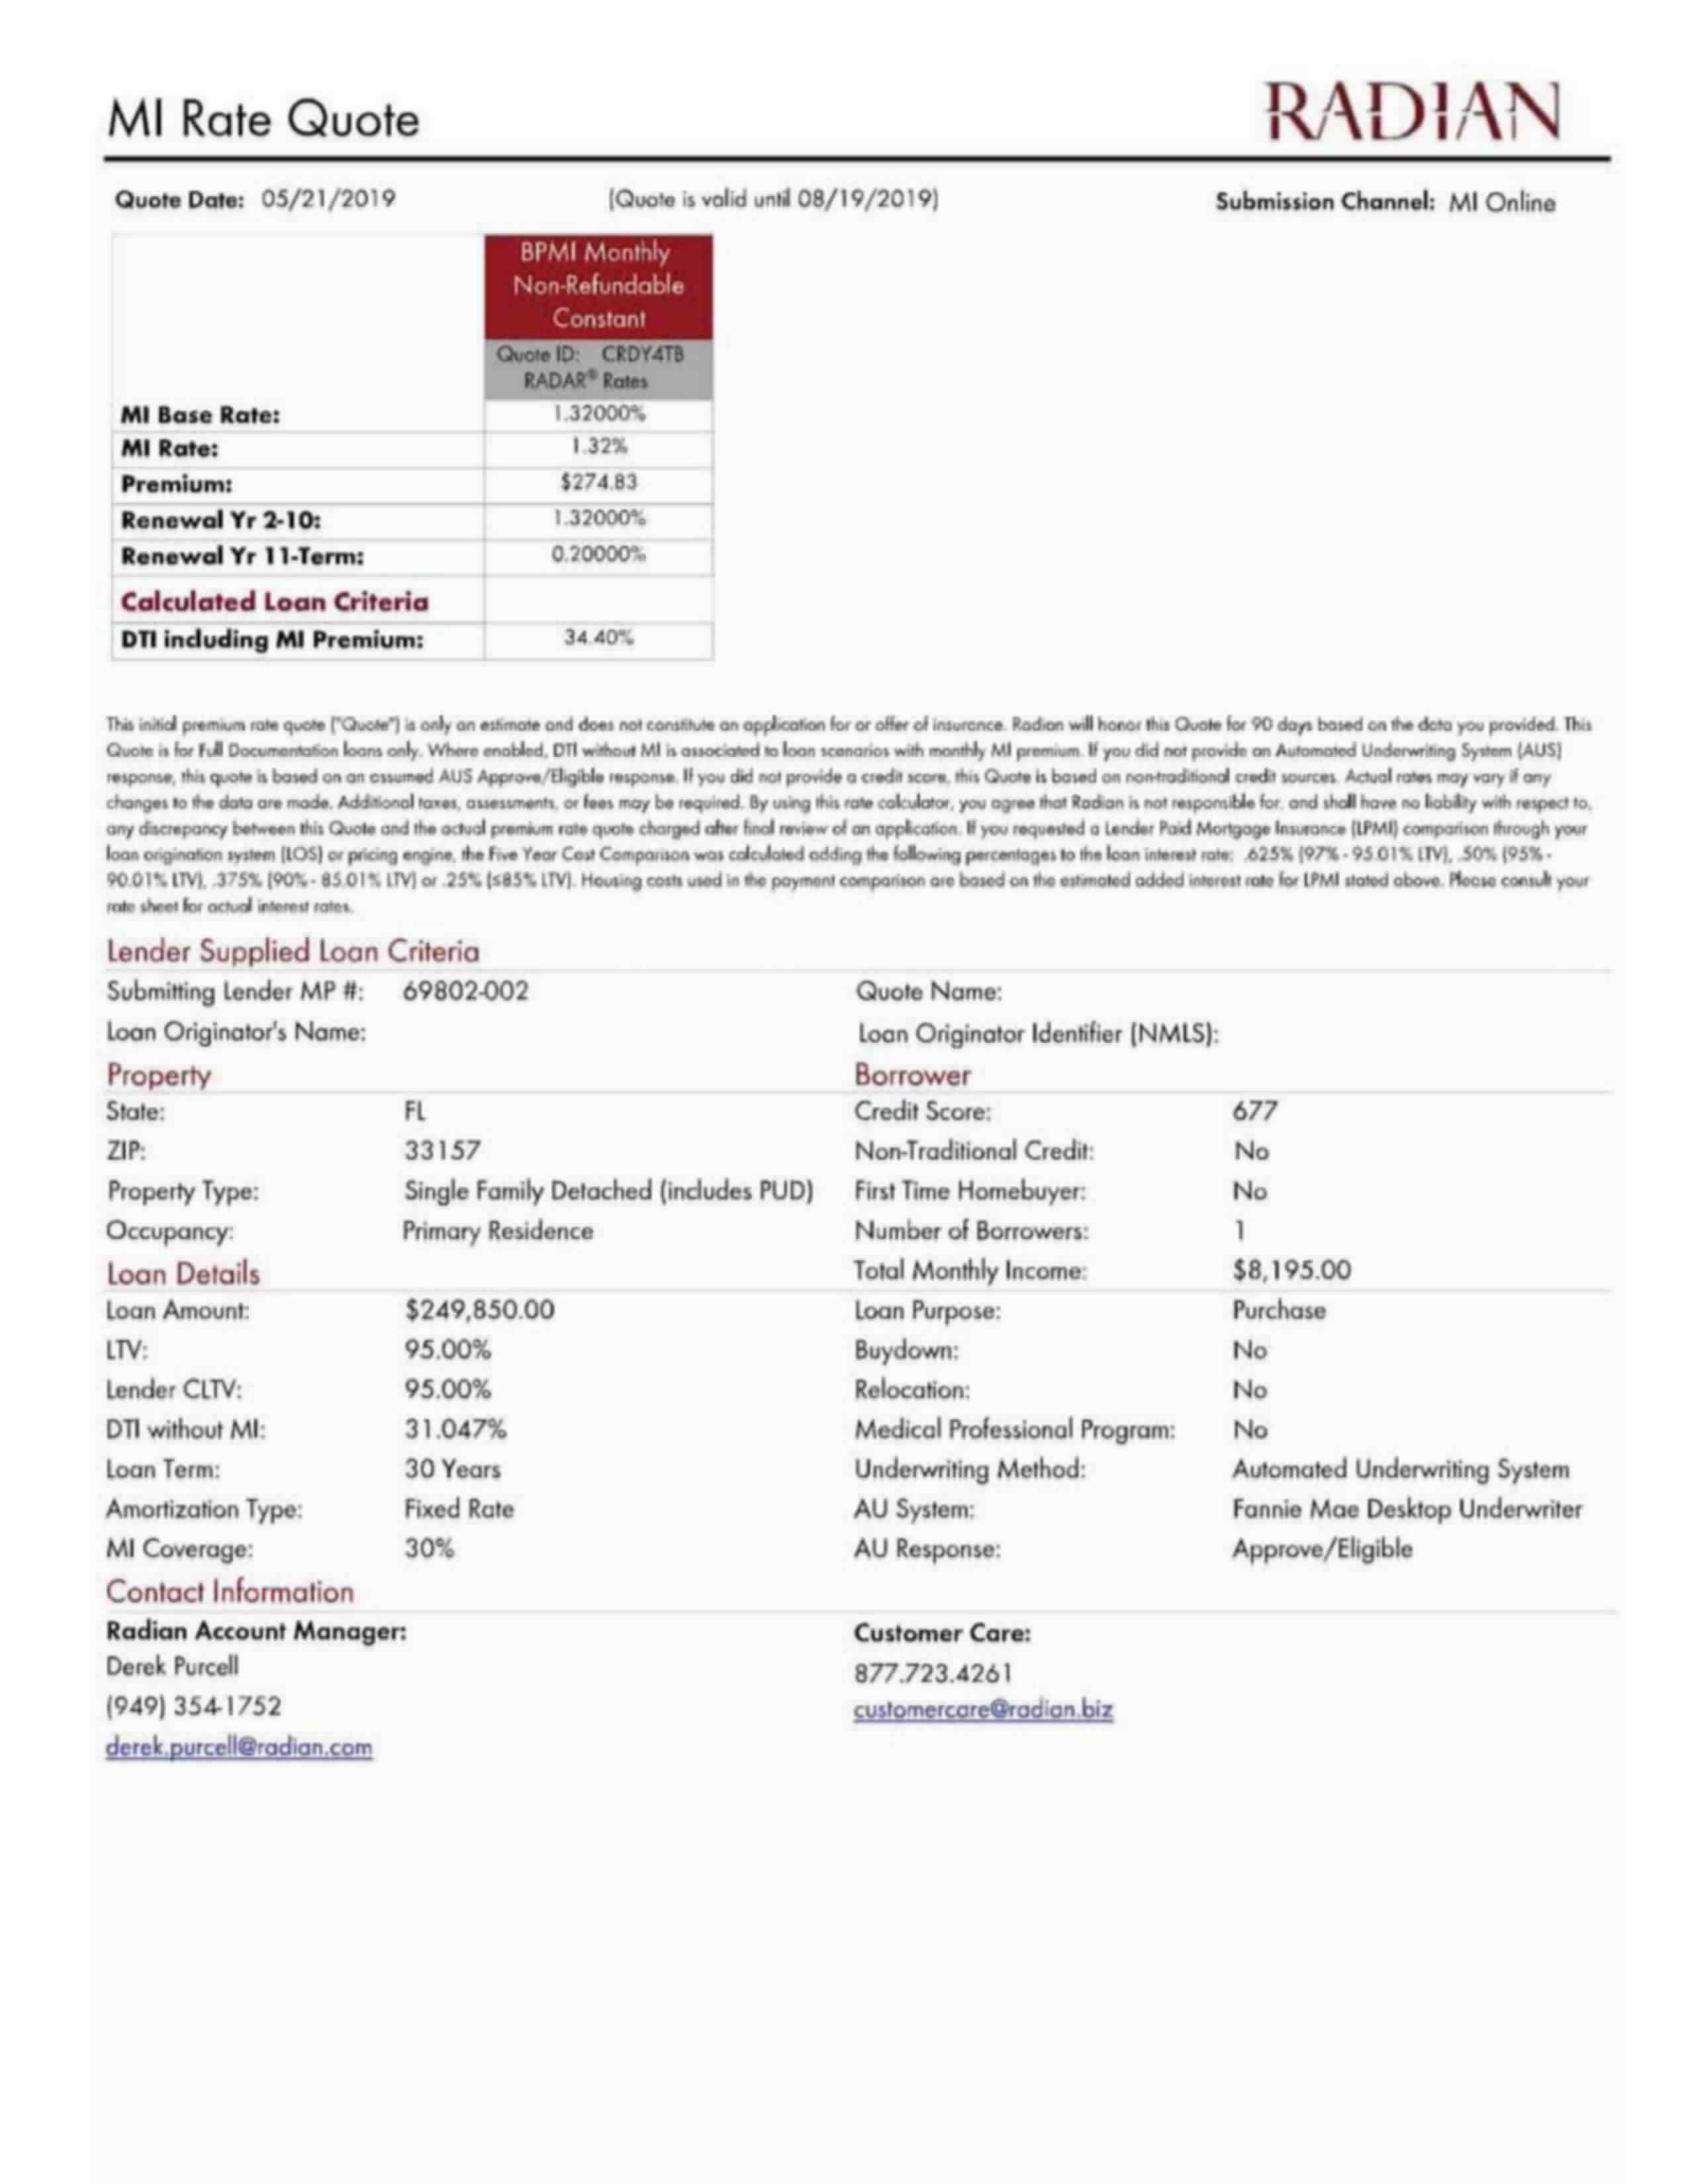 MI Rate Quote
RADIAN
Quote Date: 05/21/2019 (Quote is valid until 08/19/2019) Submission Channel: MI Online
BPMI Monthly
Non-Refundable
Constant
Quote ID: CRDY4TB
RADAR® Rates
MI Base Rate: 1.32000%
MI Rate: 1.32%
Premium: $274.83
Renewal Yr 2-10: 1.32000%
Renewal Yr 11-Term: 0.20000%
Calculated Loan Criteria
DTI including MI Premium: 34.40%
This initial premium rate quote ("Quote") is only an estimate and does not constitute an application for or offer of insurance. Radian will honor this Quote for 90 days based on the data you provided. This
Quote is for Full Documentation loans only. Where enabled, DTI without MI is associated to loan scenarios with monthly MI premium. If you did not provide an Automated Underwriting System (AUS)
response, this quote is based on an assumed AUS Approve/Eligible response. If you did not provide a credit score, this Quote is based on non-traditional credit sources. Actual rates may vary if any
changes to the data are made. Additional taxes, assessments, or fees may be required. By using this rate calculator, you agree that Radian is not responsible for, and shall have no liability with respect to,
any discrepancy between this Quote and the actual premium rate quote charged after final review of an application. If you requested a Lender Paid Mortgage Insurance (LPMI) comparison through your
loan origination system (LOS) or pricing engine, the Five Year Cost Comparison was calculated adding the following percentages to the loan interest rate: .625% (97% - 95.01% LTV), .50% (95% -
90.01% LTV), .375% (90% - 85.01% LTV) or .25% (≤85% LTV). Housing costs used in the payment comparison are based on the estimated added interest rate for LPMI stated above. Please consult your
rate sheet for actual interest rates.
Lender Supplied Loan Criteria
Submitting Lender MP #: 69802-002 Quote Name:
Loan Originator's Name: Loan Originator Identifier (NMLS):
Property Borrower
State: FL Credit Score: 677
ZIP: 33157 Non-Traditional Credit: No
Property Type: Single Family Detached (includes PUD) First Time Homebuyer: No
Occupancy: Primary Residence Number of Borrowers: 1
Loan Details Total Monthly Income: $8,195.00
Loan Amount: $249,850.00 Loan Purpose: Purchase
LTV: 95.00% Buydown: No
Lender CLTV: 95.00% Relocation: No
DTI without MI: 31.047% Medical Professional Program: No
Loan Term: 30 Years Underwriting Method: Automated Underwriting System
Amortization Type: Fixed Rate AU System: Fannie Mae Desktop Underwriter
MI Coverage: 30% AU Response: Approve/Eligible
Contact Information
Radian Account Manager: Customer Care:
Derek Purcell 877.723.4261
(949) 354-1752 customercare@radian.biz
derek.purcell@radian.com